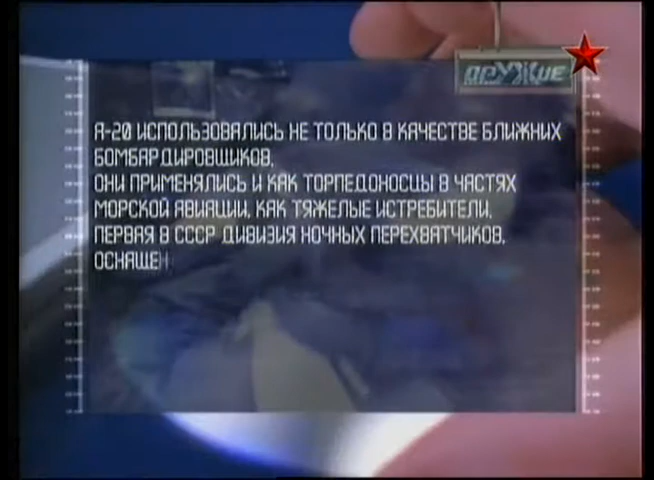 ОРУЖИЕ
А-20 ИСПОЛЬЗОВАЛИСЬ НЕ ТОЛЬКО В КАЧЕСТВЕ БЛИЖНИХ
БОМБАРДИРОВЩИКОВ,
ОНИ ПРИМЕНЯЛИСЬ И КАК ТОРПЕДОНОСЦЫ В ЧАСТЯХ
МОРСКОЙ АВИАЦИИ, КАК ТЯЖЕЛЫЕ ИСТРЕБИТЕЛИ.
ПЕРВАЯ В СССР ДИВИЗИЯ НОЧНЫХ ПЕРЕХВАТЧИКОВ,
ОСНАЩЕ